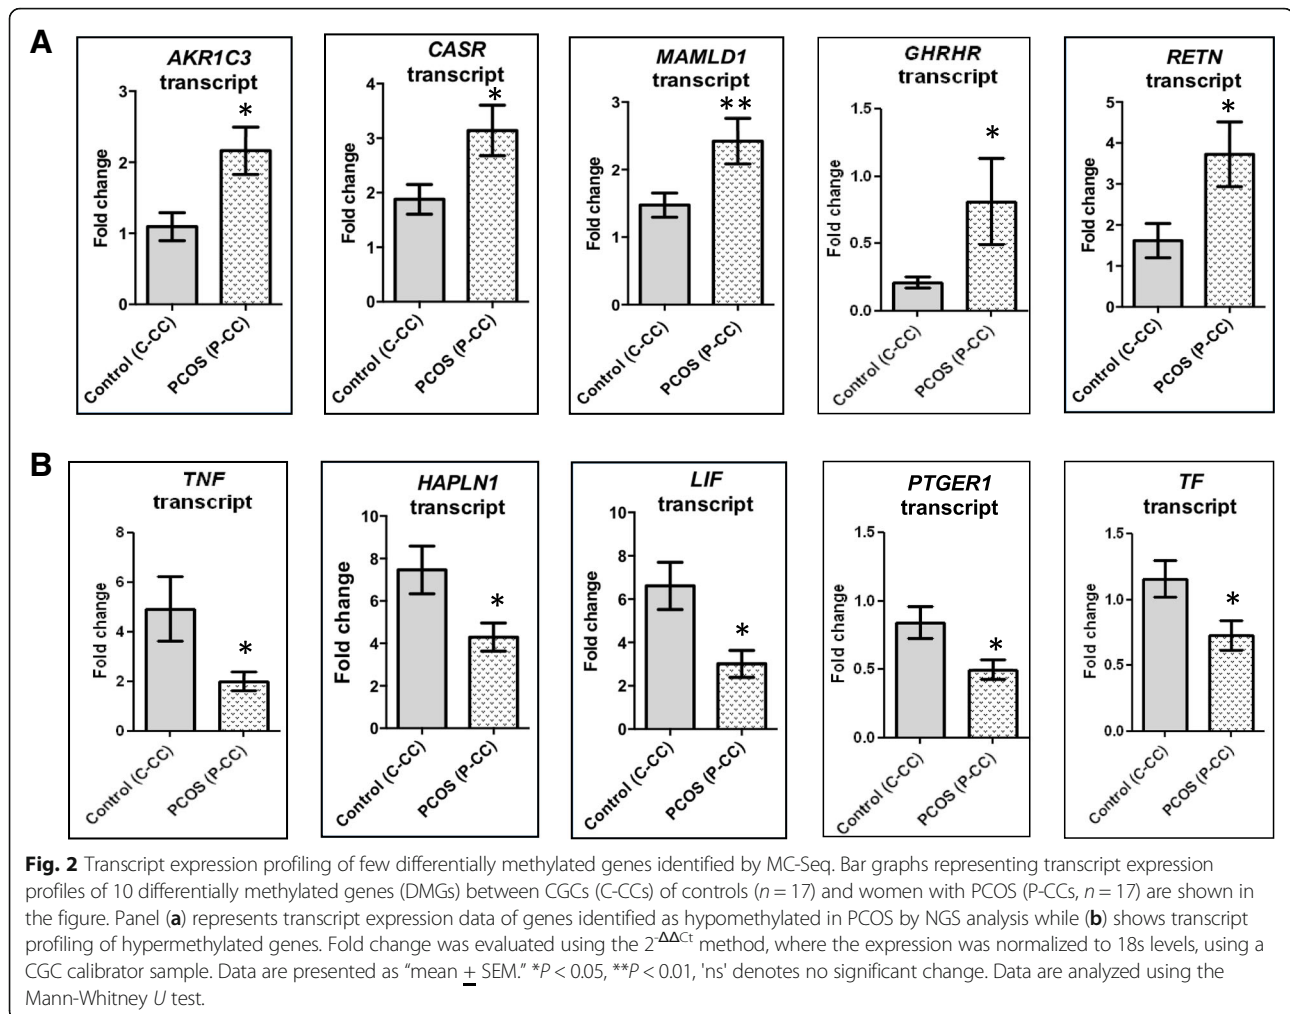 A
AKR1C3
transcript
Fold change
3
2
1
0
*
Control (C-CC)
PCOS (P-CC)
CASR
transcript
Fold change
4
3
2
1
0
*
Control (C-CC)
PCOS (P-CC)
MAMLD1
transcript
Fold change
3
2
1
0
**
Control (C-CC)
PCOS (P-CC)
GHRHR
transcript
Fold change
1.5
1.0
0.5
0.0
*
Control (C-CC)
PCOS (P-CC)
RETN
transcript
Fold change
5
4
3
2
1
0
*
Control (C-CC)
PCOS (P-CC)
B
TNF
transcript
Fold change
8
6
4
2
0
*
Control (C-CC)
PCOS (P-CC)
HAPLN1
transcript
Fold change
10
8
6
4
2
0
*
Control (C-CC)
PCOS (P-CC)
LIF
transcript
Fold change
10
8
6
4
2
0
*
Control (C-CC)
PCOS (P-CC)
PTGER1
transcript
Fold change
1.5
1.0
0.5
0.0
*
Control (C-CC)
PCOS (P-CC)
TF
transcript
Fold change
1.5
1.0
0.5
0.0
*
Control (C-CC)
PCOS (P-CC)
Fig. 2 Transcript expression profiling of few differentially methylated genes identified by MC-Seq. Bar graphs representing transcript expression
profiles of 10 differentially methylated genes (DMGs) between CGCs (C-CCs) of controls (n = 17) and women with PCOS (P-CCs, n = 17) are shown in
the figure. Panel (a) represents transcript expression data of genes identified as hypomethylated in PCOS by NGS analysis while (b) shows transcript
profiling of hypermethylated genes. Fold change was evaluated using the 2-ΔΔCt method, where the expression was normalized to 18s levels, using a
CGC calibrator sample. Data are presented as “mean + SEM.” *P < 0.05, **P < 0.01, 'ns' denotes no significant change. Data are analyzed using the
Mann-Whitney U test.